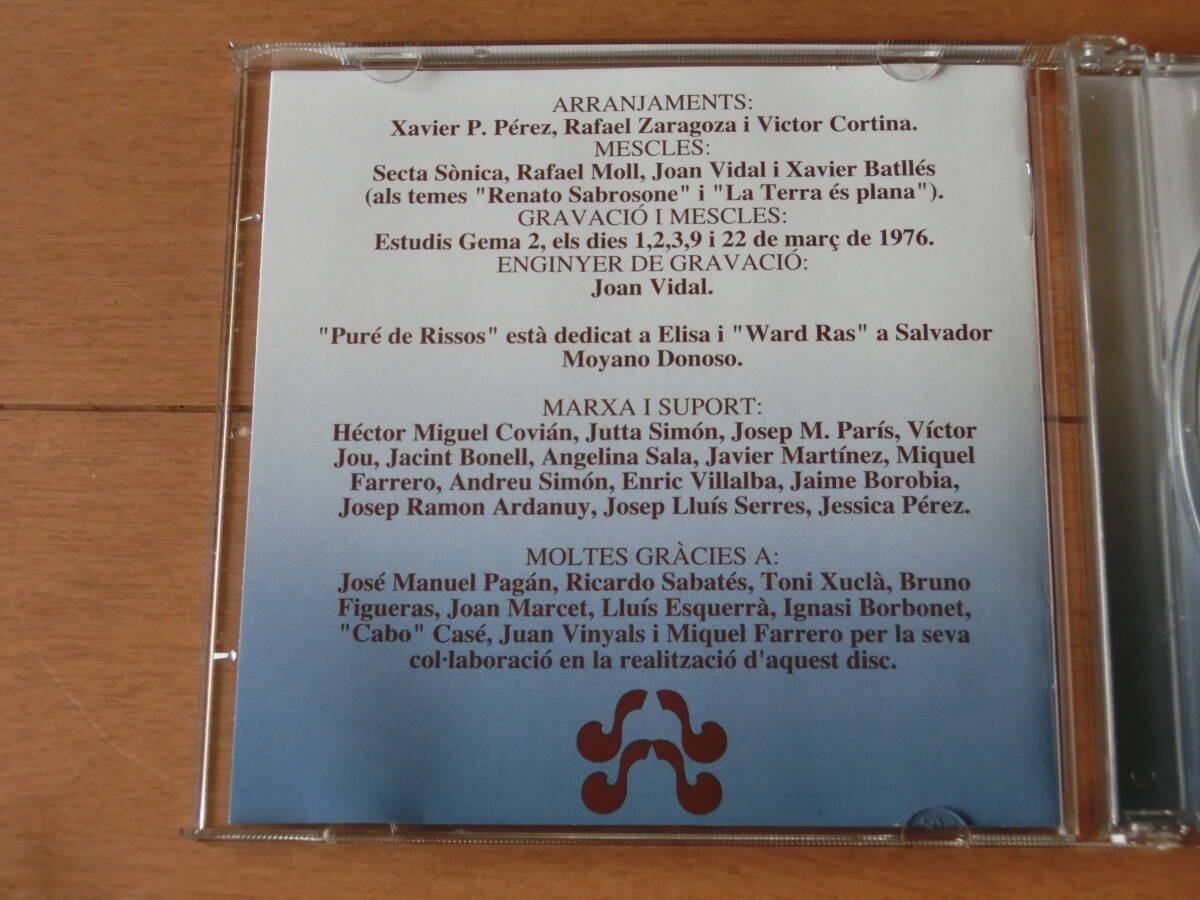 ARRANJAMENTS:
Xavier P. Pérez, Rafael Zaragoza i Victor Cortina.
MESCLES:
Secta Sònica, Rafael Moll, Joan Vidal i Xavier Batllés
(als temes "Renato Sabrosone" i "La Terra és plana").
GRAVACIÓ I MESCLES:
Estudis Gema 2, els dies 1,2,3,9 i 22 de març de 1976.
ENGINYER DE GRAVACIÓ:
Joan Vidal.
"Puré de Rissos" està dedicat a Elisa i "Ward Ras" a Salvador
Moyano Donoso.
MARXA I SUPORT:
Héctor Miguel Covián, Jutta Simón, Josep M. París, Víctor
Jou, Jacint Bonell, Angelina Sala, Javier Martínez, Miquel
Farrero, Andreu Simón, Enric Villalba, Jaime Borobia,
Josep Ramon Ardanuy, Josep Lluís Serres, Jessica Pérez.
MOLTES GRÀCIES A:
José Manuel Pagán, Ricardo Sabatés, Toni Xuclà, Bruno
Figueras, Joan Marcet, Lluís Esquerrà, Ignasi Borbonet,
"Cabo" Casé, Juan Vinyals i Miquel Farrero per la seva
col·laboració en la realització d'aquest disc.